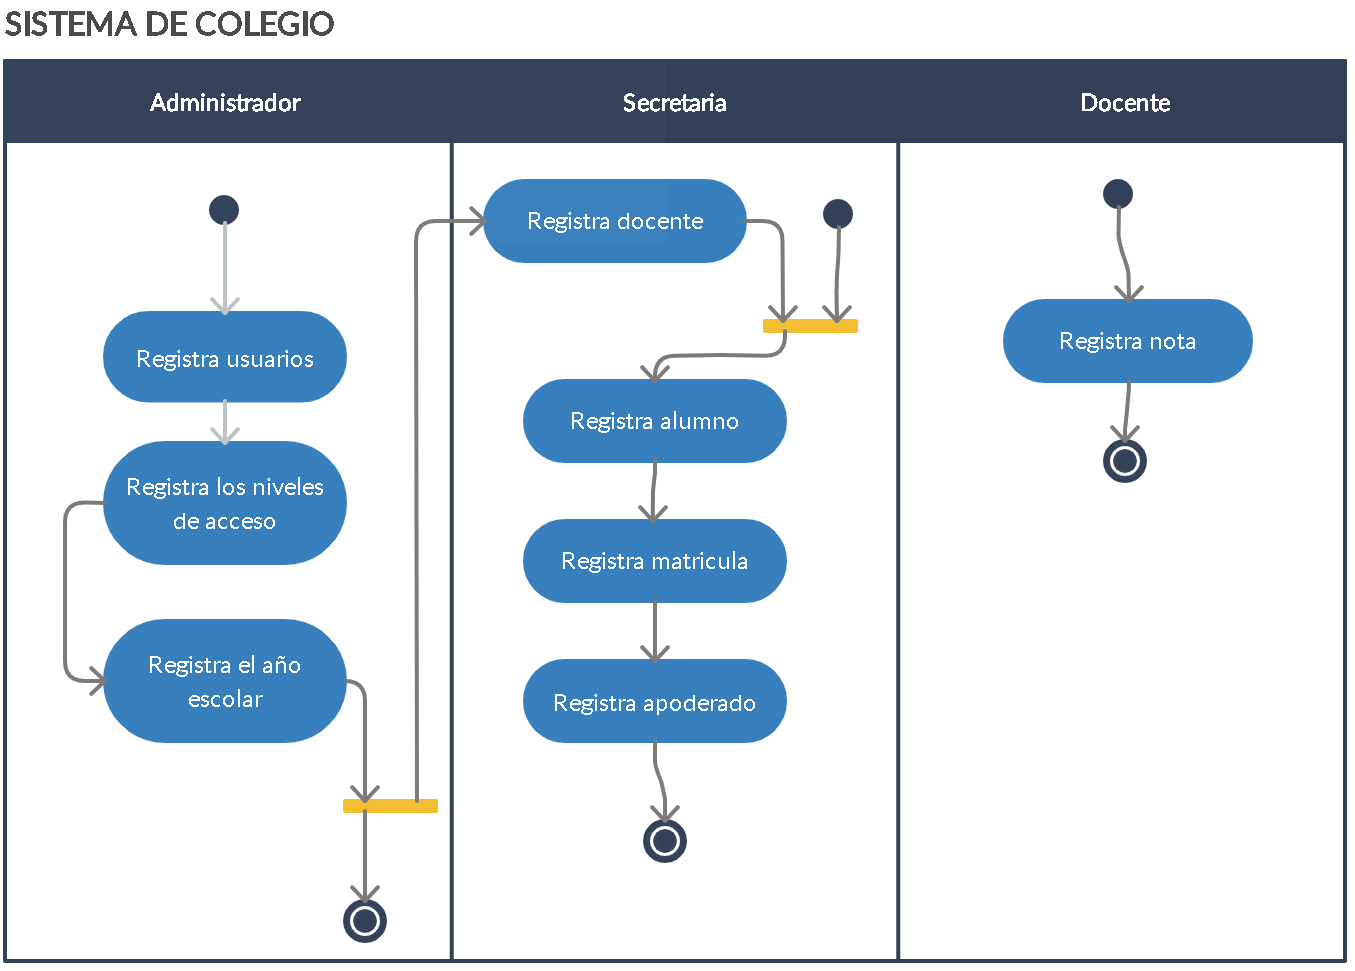 SISTEMA DE COLEGIO
Administrador
Secretaria
Docente
Registra usuarios
Registra los niveles
de acceso
Registra el año
escolar
Registra docente
Registra alumno
Registra matricula
Registra apoderado
Registra nota